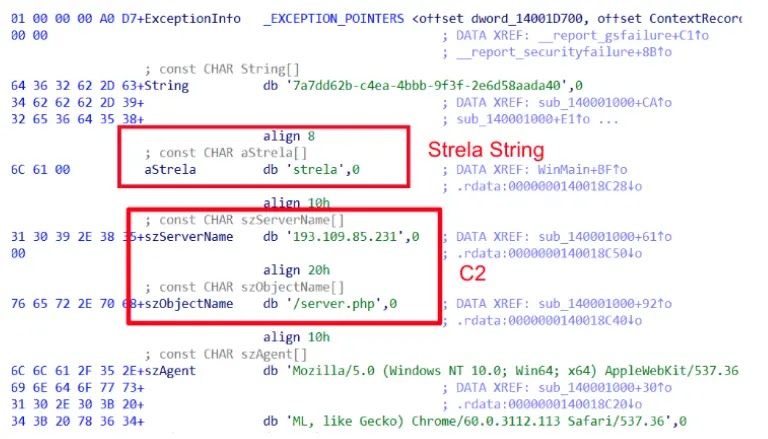 01 00 00 00 A0 D7+ExceptionInfo _EXCEPTION_POINTERS <offset dword_14001D700, offset ContextRecord
00 00 ; DATA XREF: __report_gsfailure+C1↑o
; __report_securityfailure+8B↑o
; const CHAR String[]
64 36 32 62 2D 63+String db '7a7dd62b-c4ea-4bbb-9f3f-2e6d58aada40',0
34 62 62 62 2D 39+ ; DATA XREF: sub_140001000+CA↑o
32 65 36 64 35 38+ ; sub_140001000+E1↑o ...
align 8
; const CHAR aStrela[]
Strela String
6C 61 00 aStrela db 'strela',0 ; DATA XREF: WinMain+BF↑o
; .rdata:0000000140018C28↓o
align 10h
; const CHAR szServerName[]
31 30 39 2E 38 35+szServerName db '193.109.85.231',0 ; DATA XREF: sub_140001000+61↑o
00 ; .rdata:0000000140018C50↓o
align 20h
C2
; const CHAR szObjectName[]
76 65 72 2E 70 68+szObjectName db '/server.php',0 ; DATA XREF: sub_140001000+92↑o
; .rdata:0000000140018C40↓o
align 10h
; const CHAR szAgent[]
6C 6C 61 2F 35 2E+szAgent db 'Mozilla/5.0 (Windows NT 10.0; Win64; x64) AppleWebKit/537.36
69 6E 64 6F 77 73+ ; DATA XREF: sub_140001000+30↑o
31 30 2E 30 3B 20+ ; .rdata:0000000140018C20↓o
34 3B 20 78 36 34+ db 'ML, like Gecko) Chrome/60.0.3112.113 Safari/537.36',0